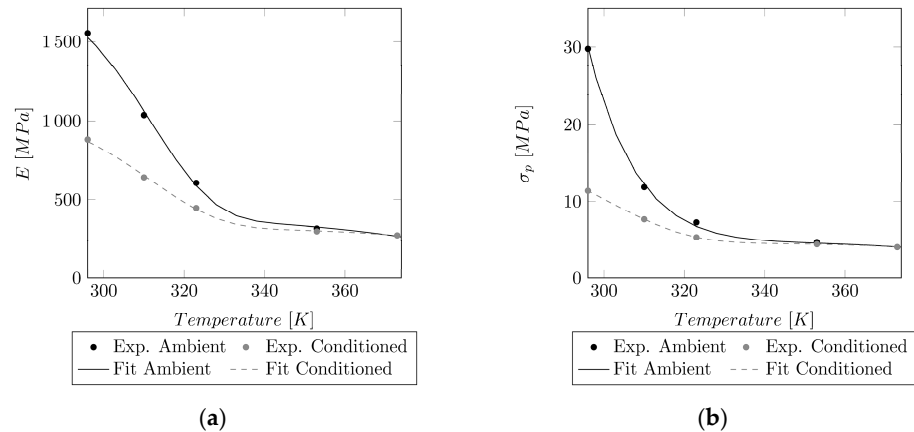 1 500
1 000
500
0
E [MPa]
300 320 340 360
Temperature [K]
Exp. Ambient Exp. Conditioned
Fit Ambient Fit Conditioned
(a)
30
20
10
0
σp [MPa]
300 320 340 360
Temperature [K]
Exp. Ambient Exp. Conditioned
Fit Ambient Fit Conditioned
(b)